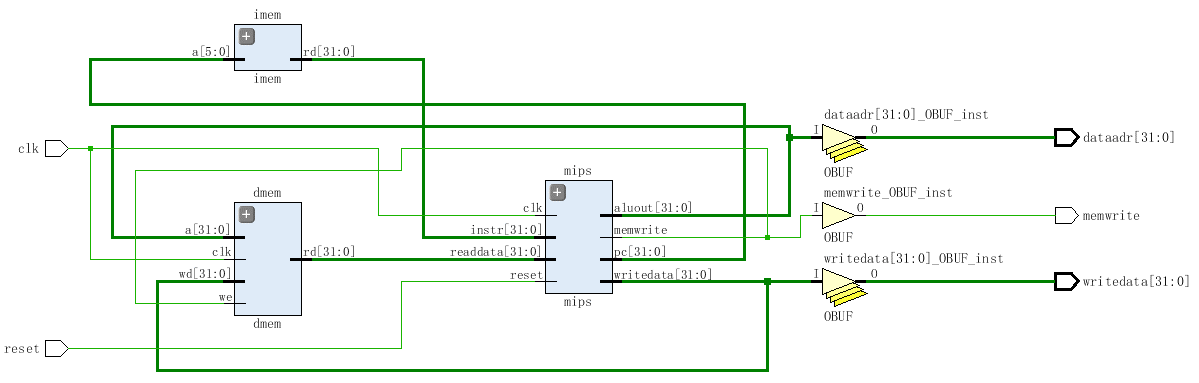 imem
a[5:0] rd[31:0]
imem
dataadr[31:0]_OBUF_inst
I O dataadr[31:0]
OBUF
clk
mips
dmem
memwrite_OBUF_inst
clk aluout[31:0] I O memwrite
a[31:0] instr[31:0] memwrite OBUF
clk rd[31:0] readdata[31:0] pc[31:0] writedata[31:0]_OBUF_inst
wd[31:0] reset writedata[31:0] I O writedata[31:0]
we mips
OBUF
dmem
reset